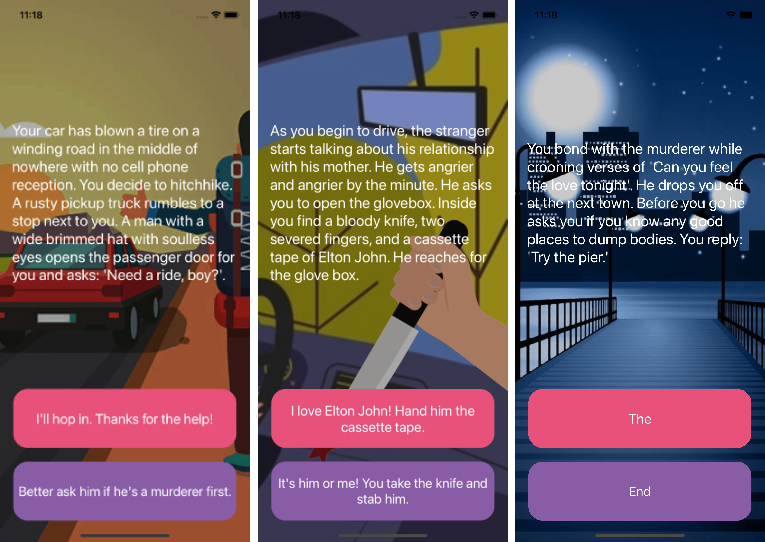 11:18
Your car has blown a tire on a
winding road in the middle of
nowhere with no cell phone
reception. You decide to hitchhike.
A rusty pickup truck rumbles to a
stop next to you. A man with a
wide brimmed hat with soulless
eyes opens the passenger door for
you and asks: 'Need a ride, boy?'.
I'll hop in. Thanks for the help!
Better ask him if he's a murderer first.
11:18
As you begin to drive, the stranger
starts talking about his relationship
with his mother. He gets angrier
and angrier by the minute. He asks
you to open the glovebox. Inside
you find a bloody knife, two
severed fingers, and a cassette
tape of Elton John. He reaches for
the glove box.
I love Elton John! Hand him the
cassette tape.
It's him or me! You take the knife and
stab him.
11:18
You bond with the murderer while
crooning verses of 'Can you feel
the love tonight'. He drops you off
at the next town. Before you go he
asks you if you know any good
places to dump bodies. You reply:
'Try the pier.'
The
End